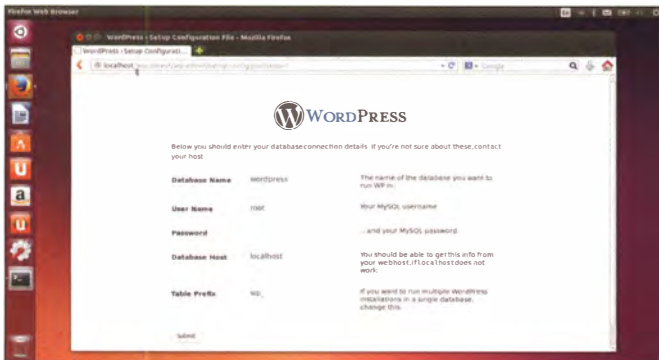 Firefox Web Browser
WordPress › Setup Configuration File - Mozilla Firefox
WordPress › Setup Configurati...
localhost
Google
WORDPRESS
Below you should enter your database connection details. If you're not sure about these, contact
your host
Database Name wordpress The name of the database you want to
run WP in.
User Name root Your MySQL username
Password ...and your MySQL password.
Database Host localhost You should be able to get this info from
your web host, if localhost does not
work.
Table Prefix wp_ If you want to run multiple WordPress
installations in a single database,
change this.
Submit